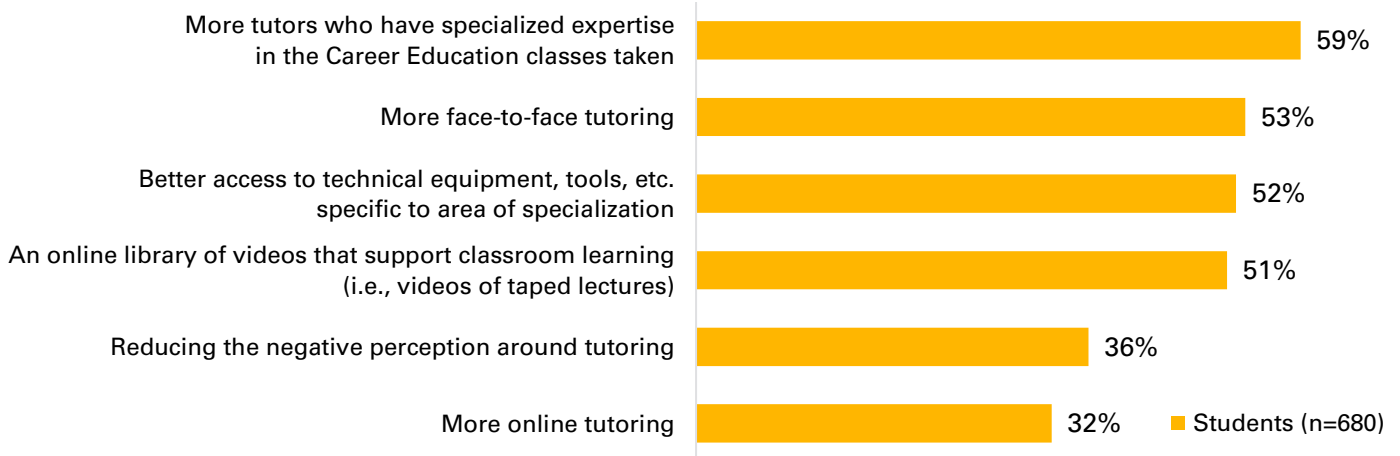 More tutors who have specialized expertise
in the Career Education classes taken
59%
More face-to-face tutoring
53%
Better access to technical equipment, tools, etc.
specific to area of specialization
52%
An online library of videos that support classroom learning
(i.e., videos of taped lectures)
51%
Reducing the negative perception around tutoring
36%
More online tutoring
32%
Students (n=680)